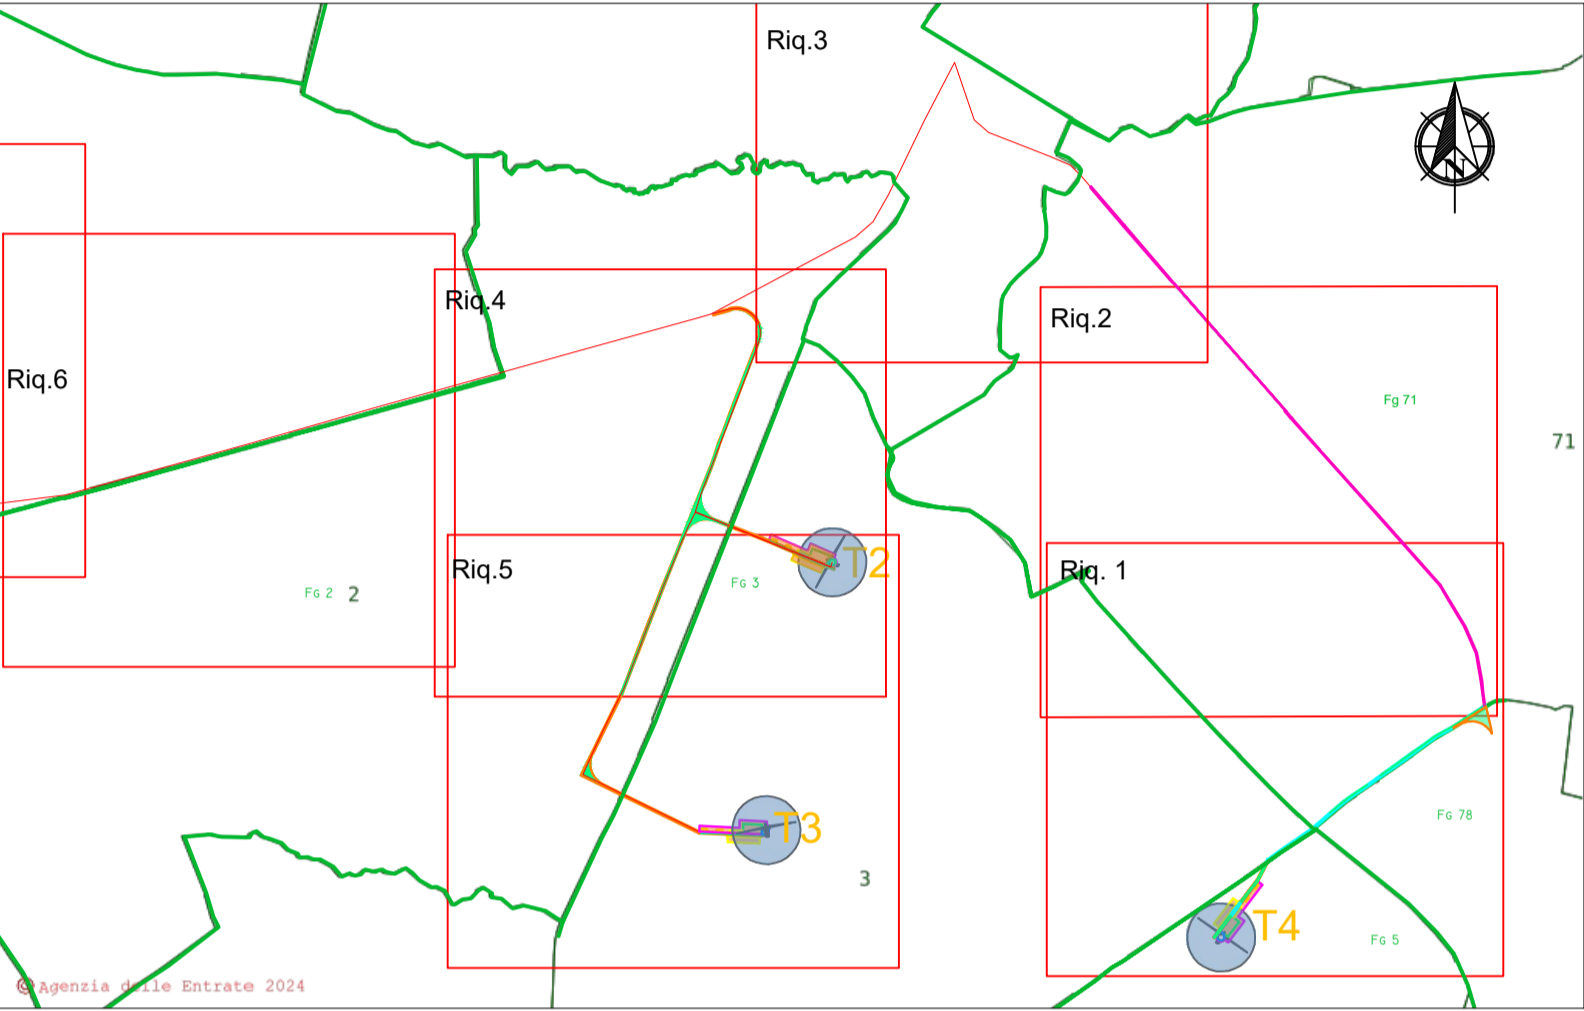 Riq.3
N
Riq.4
Riq.2
Riq.6
Fg 71
71
Riq.5
T2
Riq. 1
Fg 2
2
Fg 3
T3
Fg 78
3
T4
Fg 5
© Agenzia delle Entrate 2024